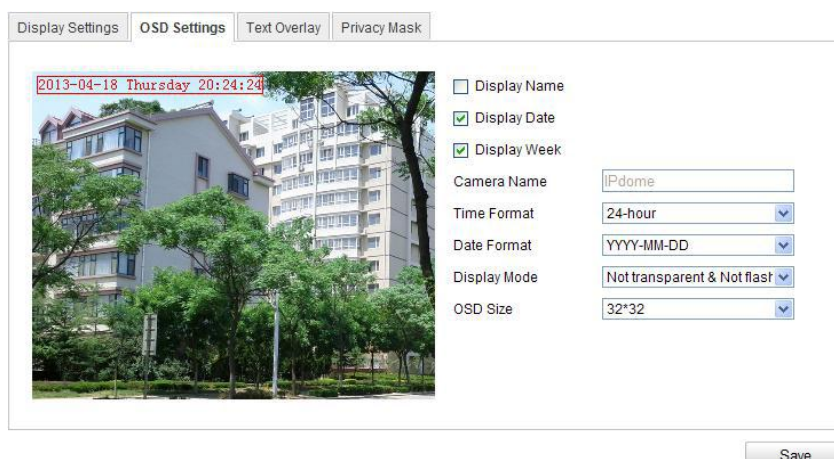 Display Settings OSD Settings Text Overlay Privacy Mask
2013-04-18 Thursday 20:24:24
Display Name
Display Date
Display Week
Camera Name IPdome
Time Format 24-hour
Date Format YYYY-MM-DD
Display Mode Not transparent & Not flash
OSD Size 32*32
Save